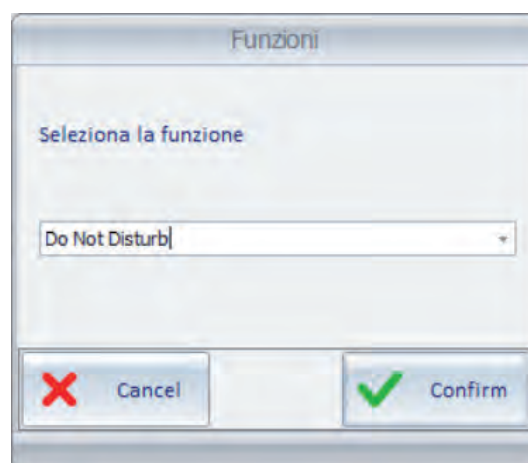 Funzioni
Seleziona la funzione
Do Not Disturb
Cancel
Confirm